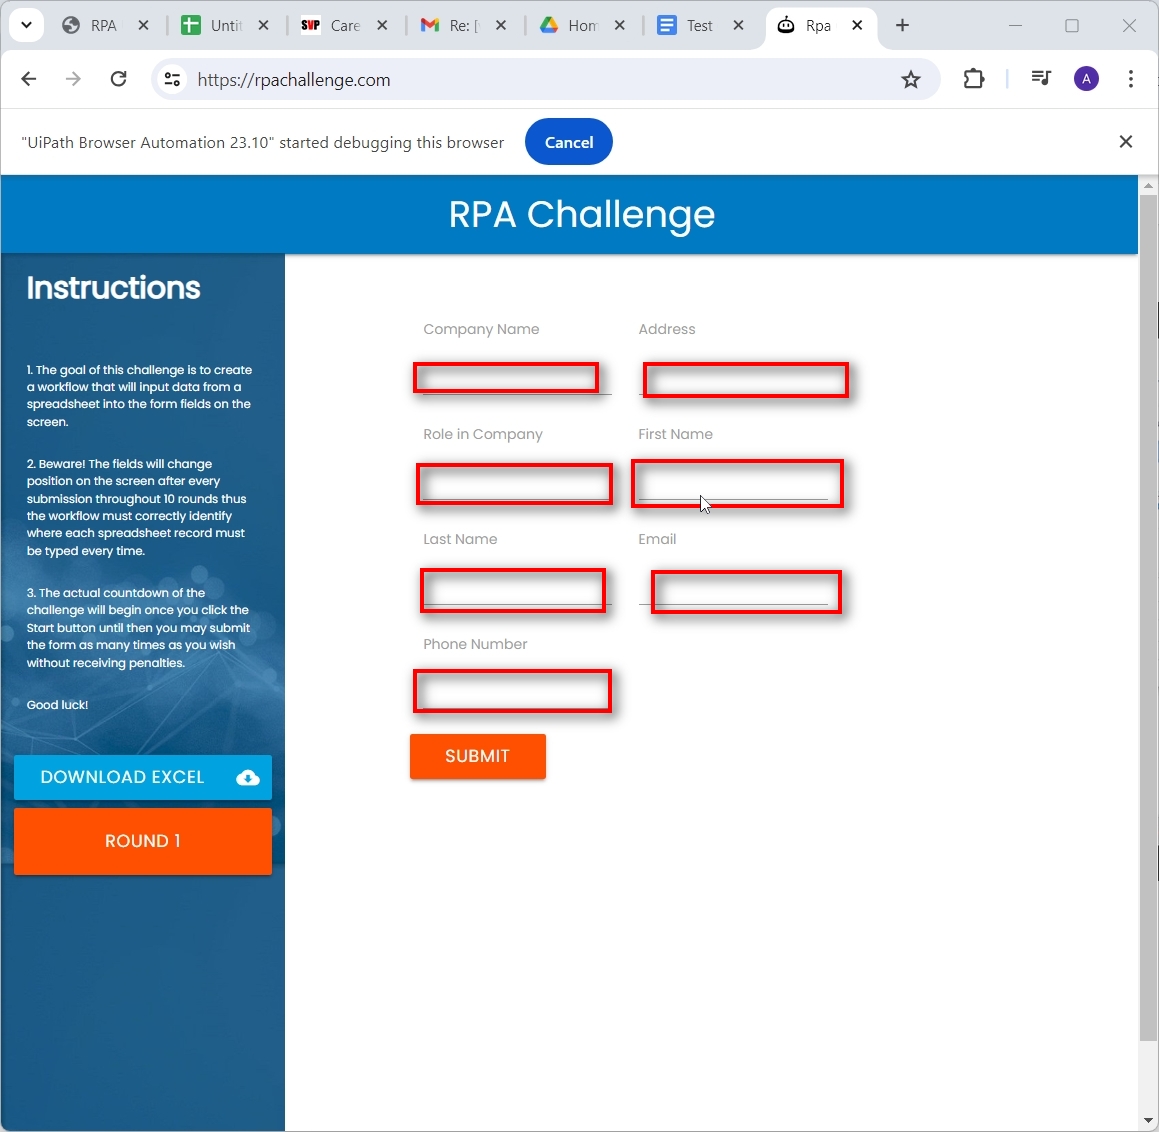 RPA
Untit
SVP Care
Re: [
Hom
Test
Rpa
https://rpachallenge.com
A
"UiPath Browser Automation 23.10" started debugging this browser
Cancel
RPA Challenge
Instructions
1. The goal of this challenge is to create
a workflow that will input data from a
spreadsheet into the form fields on the
screen.
2. Beware! The fields will change
position on the screen after every
submission throughout 10 rounds thus
the workflow must correctly identify
where each spreadsheet record must
be typed every time.
3. The actual countdown of the
challenge will begin once you click the
Start button until then you may submit
the form as many times as you wish
without receiving penalties.
Good luck!
DOWNLOAD EXCEL
ROUND 1
Company Name
Address
Role in Company
First Name
Last Name
Email
Phone Number
SUBMIT